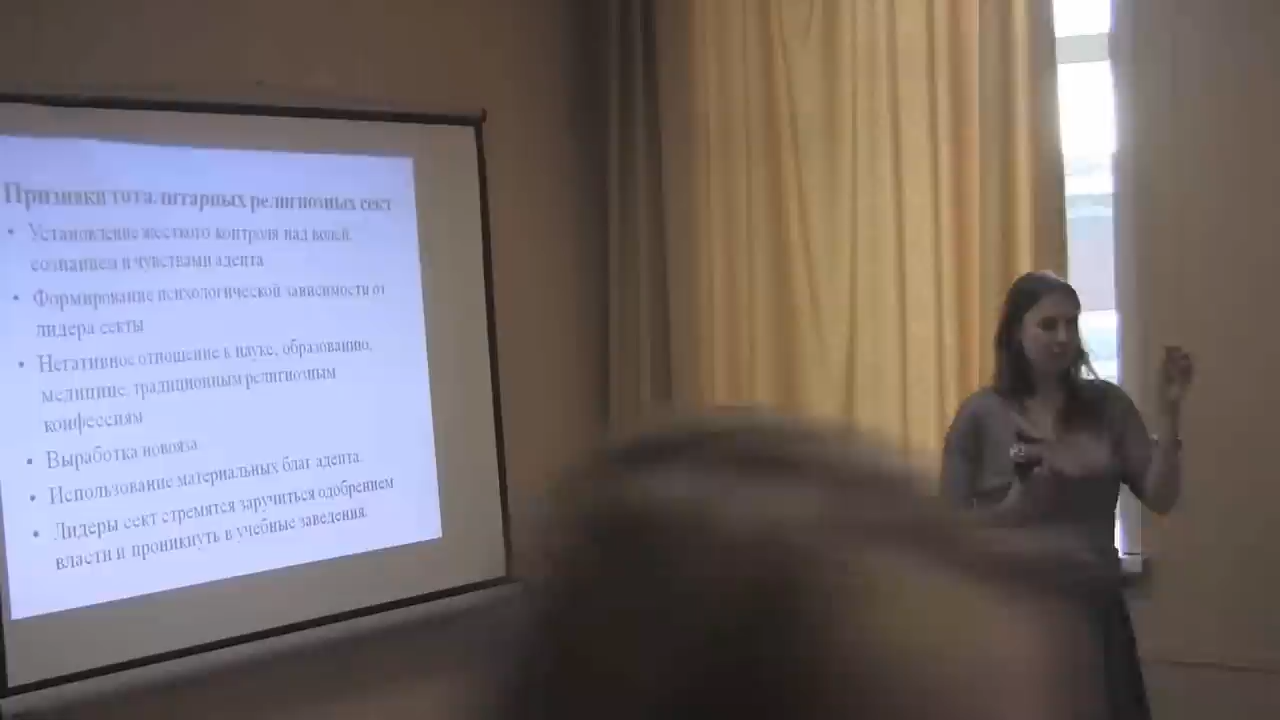 Признаки тоталитарных религиозных сект
• Установление жесткого контроля над волей,
сознанием и чувствами адепта
• Формирование психологической зависимости от
лидера секты
• Негативное отношение к науке, образованию,
медицине, традиционным религиозным
конфессиям
• Выработка новояза.
• Использование материальных благ адепта.
• Лидеры сект стремятся заручиться одобрением
власти и проникнуть в учебные заведения.